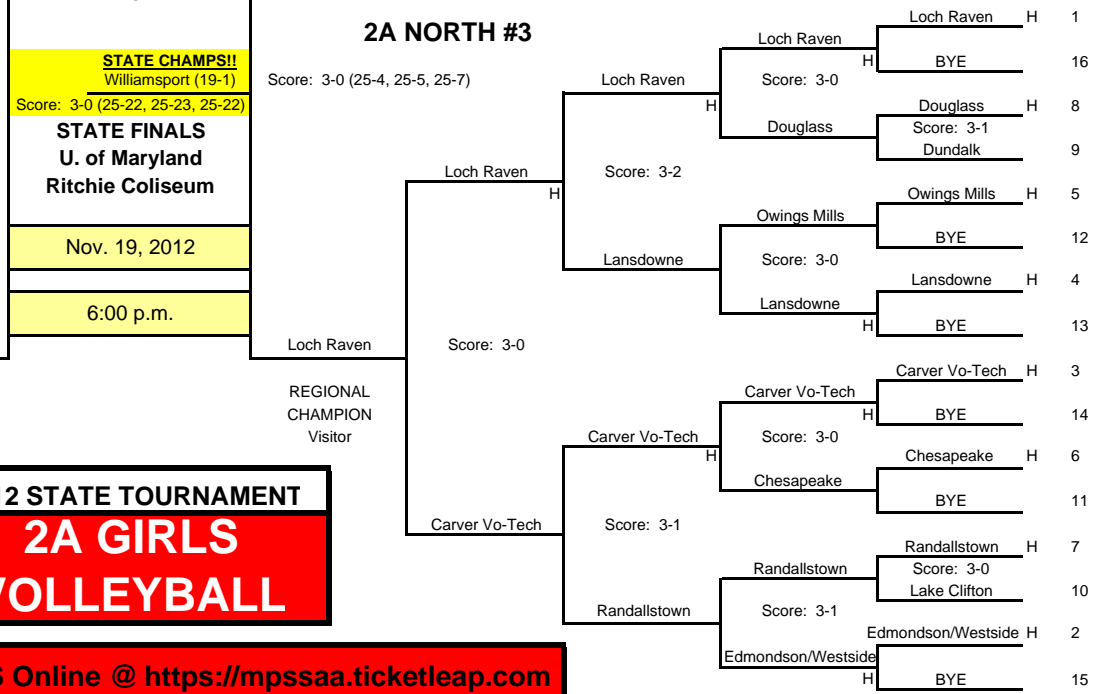 2A NORTH #3
STATE CHAMPS!!
Williamsport (19-1)
Score: 3-0 (25-22, 25-23, 25-22)
STATE FINALS
U. of Maryland
Ritchie Coliseum
Nov. 19, 2012
6:00 p.m.
Score: 3-0 (25-4, 25-5, 25-7)
Loch Raven
REGIONAL
CHAMPION
Visitor
Loch Raven
H
Score: 3-0
Carver Vo-Tech
Loch Raven
H
Score: 3-2
Lansdowne
Carver Vo-Tech
H
Score: 3-1
Randallstown
Loch Raven
H
Score: 3-0
Douglass
Owings Mills
Score: 3-0
Lansdowne
H
Carver Vo-Tech
H
Score: 3-0
Chesapeake
Randallstown
Score: 3-1
Edmondson/Westside
H
Loch Raven H 1
BYE 16
Douglass H 8
Score: 3-1
Dundalk 9
Owings Mills H 5
BYE 12
Lansdowne H 4
BYE 13
Carver Vo-Tech H 3
BYE 14
Chesapeake H 6
BYE 11
Randallstown H 7
Score: 3-0
Lake Clifton 10
Edmondson/Westside H 2
BYE 15
2 STATE TOURNAMENT
2A GIRLS
VOLLEYBALL
S Online @ https://mpssaa.ticketleap.com